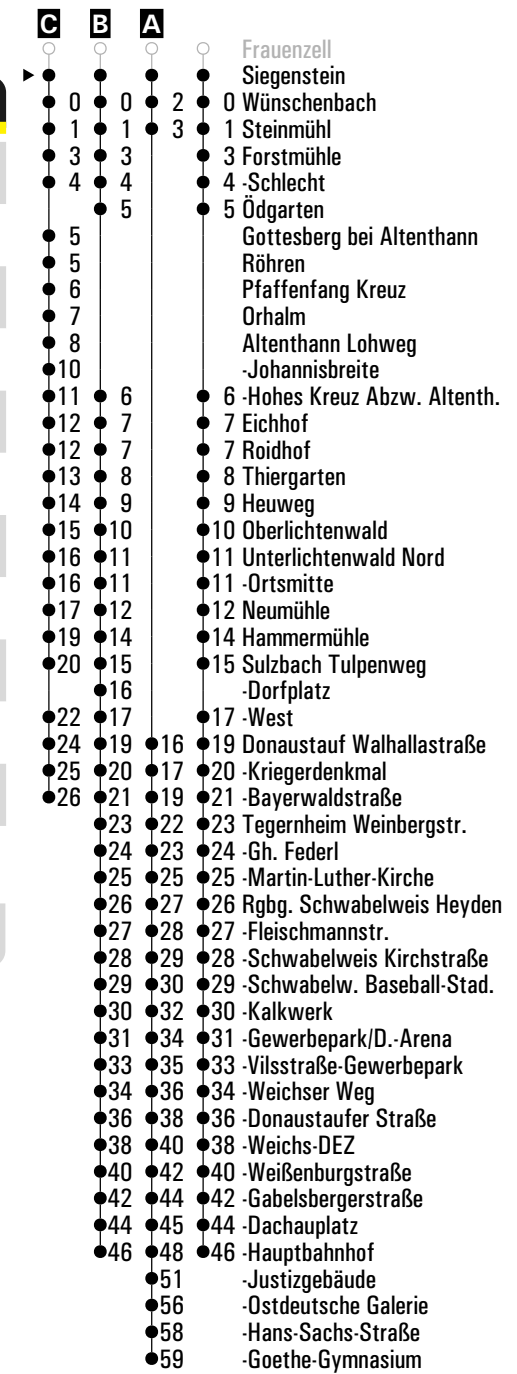 C B A
Frauenzell
Siegenstein
0 0 2 0 Wünschenbach
1 1 3 1 Steinmühl
3 3 3 Forstmühle
4 4 4 -Schlecht
5 5 Ödgarten
5 Gottesberg bei Altenthann
5 Röhren
6 Pfaffenfang Kreuz
7 Orhalm
8 Altenthann Lohweg
10 -Johannisbreite
11 6 6 -Hohes Kreuz Abzw. Altenth.
12 7 7 Eichhof
12 7 7 Roidhof
13 8 8 Thiergarten
14 9 9 Heuweg
15 10 10 Oberlichtenwald
16 11 11 Unterlichtenwald Nord
16 11 11 -Ortsmitte
17 12 12 Neumühle
19 14 14 Hammermühle
20 15 15 Sulzbach Tulpenweg
16 -Dorfplatz
22 17 17 -West
24 19 16 19 Donaustauf Walhallastraße
25 20 17 20 -Kriegerdenkmal
26 21 19 21 -Bayerwaldstraße
23 22 23 Tegernheim Weinbergstr.
24 23 24 -Gh. Federl
25 25 25 -Martin-Luther-Kirche
26 27 26 Rgbg. Schwabelweis Heyden
27 28 27 -Fleischmannstr.
28 29 28 -Schwabelweis Kirchstraße
29 30 29 -Schwabelw. Baseball-Stad.
30 32 30 -Kalkwerk
31 34 31 -Gewerbepark/D.-Arena
33 35 33 -Vilsstraße-Gewerbepark
34 36 34 -Weichser Weg
36 38 36 -Donaustaufer Straße
38 40 38 -Weichs-DEZ
40 42 40 -Weißenburgstraße
42 44 42 -Gabelsbergerstraße
44 45 44 -Dachauplatz
46 48 46 -Hauptbahnhof
51 -Justizgebäude
56 -Ostdeutsche Galerie
58 -Hans-Sachs-Straße
59 -Goethe-Gymnasium